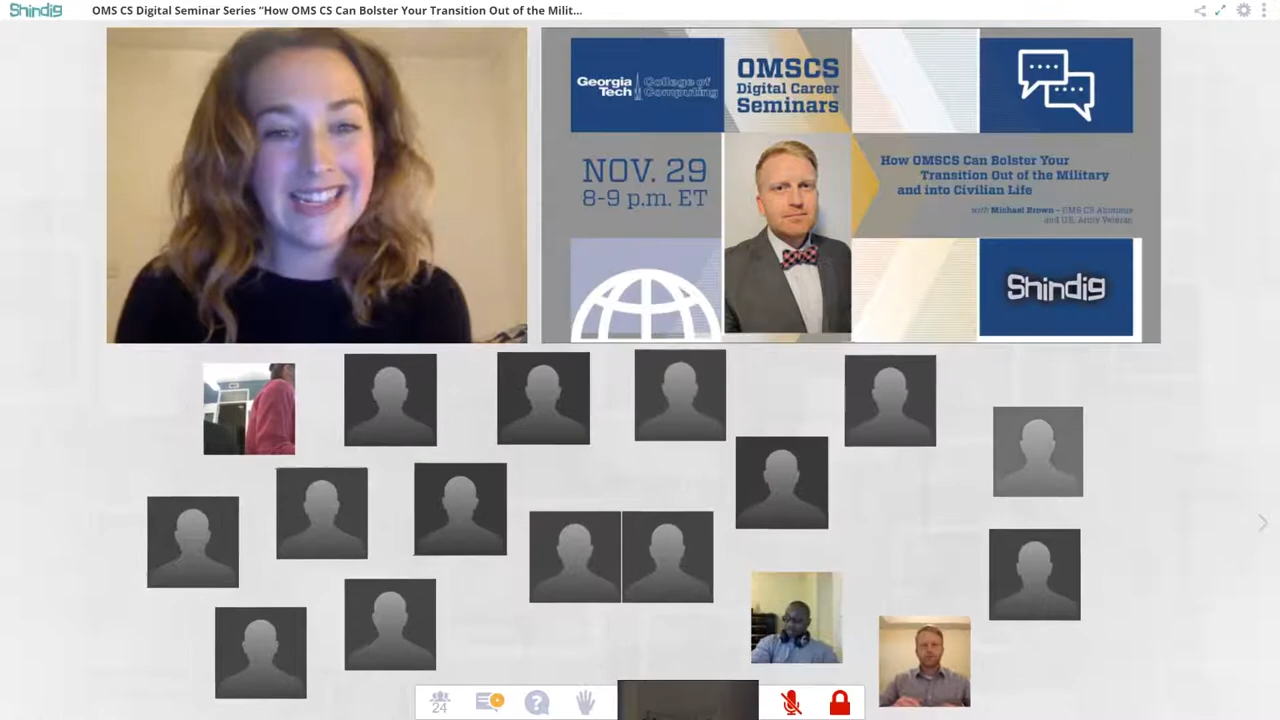 Shindig
OMS CS Digital Seminar Series “How OMS CS Can Bolster Your Transition Out of the Milit...
Georgia
Tech
College of
Computing
OMSCS
Digital Career
Seminars
NOV. 29
8-9 p.m. ET
How OMSCS Can Bolster Your
Transition Out of the Military
and into Civilian Life
with Michael Brown – OMS CS Alumnus
and U.S. Army Veteran
Shindig
24